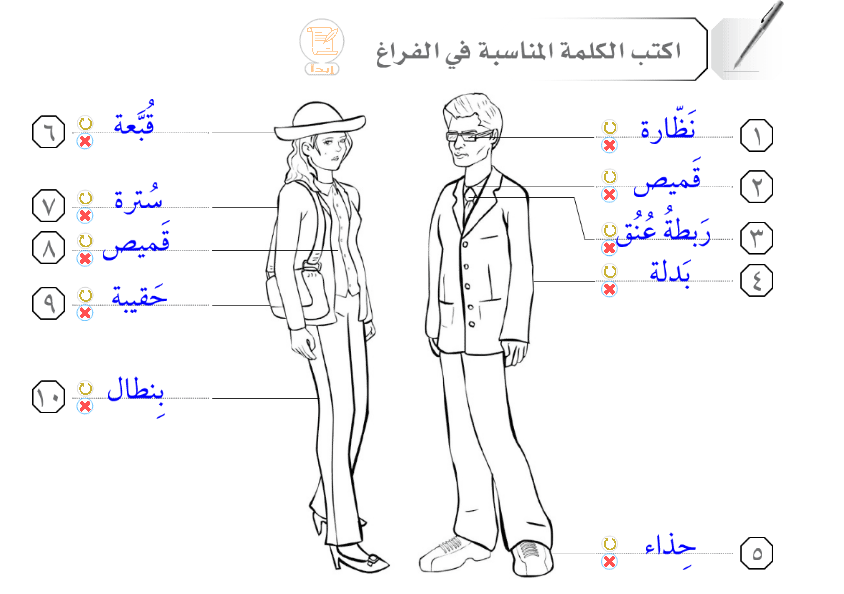 اكتب الكلمة المناسبة في الفراغ
ابدأ
١ نَظّارة
٢ قَميص
٣ رَبطةُ عُنُق
٤ بَدلة
٥ حِذاء
٦ قُبَّعة
٧ سُترة
٨ قَميص
٩ حَقيبة
١٠ بِنطال